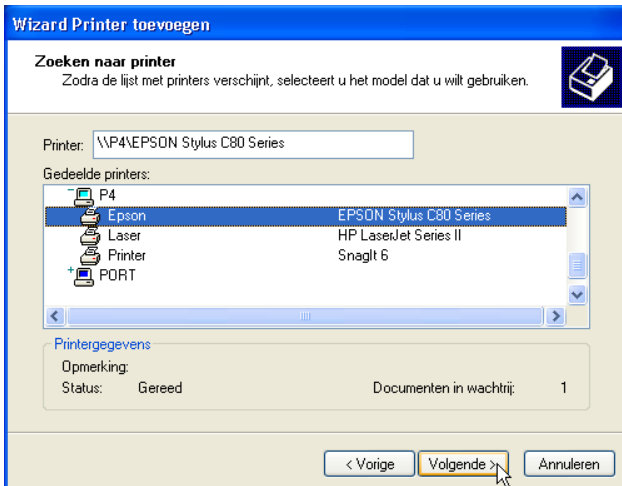 Wizard Printer toevoegen
Zoeken naar printer
Zodra de lijst met printers verschijnt, selecteert u het model dat u wilt gebruiken.
Printer: \\P4\EPSON Stylus C80 Series
Gedeelde printers:
P4
Epson EPSON Stylus C80 Series
Laser HP LaserJet Series II
Printer SnagIt 6
PORT
Printergegevens
Opmerking:
Status: Gereed Documenten in wachtrij: 1
< Vorige Volgende > Annuleren